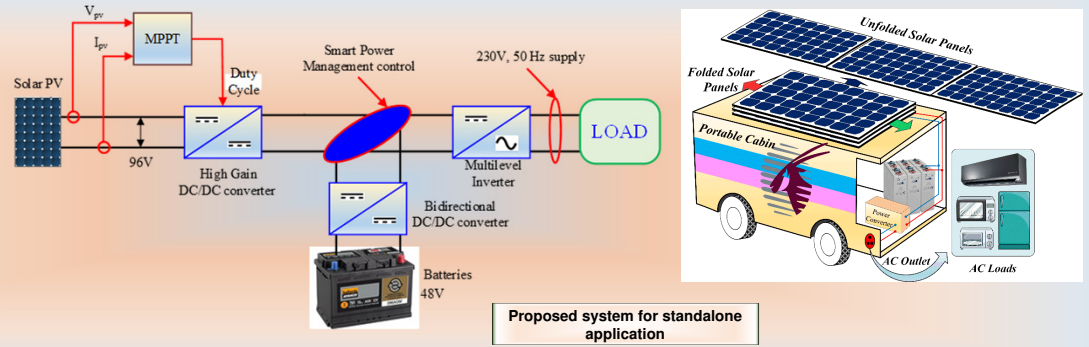 Vpv
MPPT
Ipv
Solar PV
Duty
Cycle
96V
High Gain
DC/DC converter
Smart Power
Management control
230V, 50 Hz supply
LOAD
Multilevel
Inverter
Bidirectional
DC/DC converter
Batteries
48V
Unfolded Solar Panels
Folded Solar
Panels
Portable Cabin
Power
Converter
AC Outlet
AC Loads
Proposed system for standalone
application